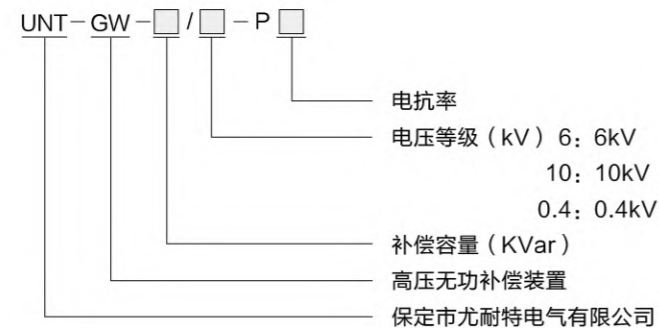 UNT-GW-□/□-P□
电抗率
电压等级（kV）6：6kV
10：10kV
0.4：0.4kV
补偿容量（KVar）
高压无功补偿装置
保定市尤耐特电气有限公司